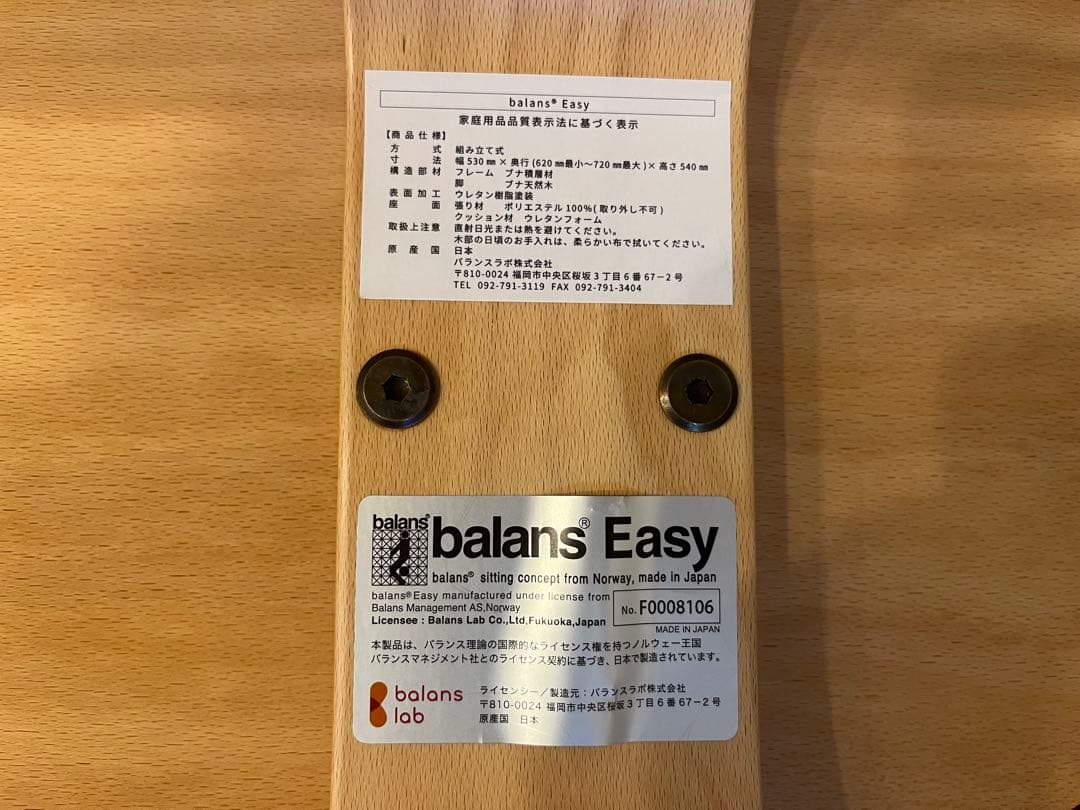 balans® Easy
家庭用品品質表示法に基づく表示
【商品仕様】
方式 組み立て式
寸法 幅 530 ㎜ × 奥行 (620 ㎜最小～720 ㎜最大 ) × 高さ 540 ㎜
構造部材 フレーム ブナ積層材
脚 ブナ天然木
表面加工 ウレタン樹脂塗装
座面 張り材 ポリエステル 100％( 取り外し不可 )
クッション材 ウレタンフォーム
取扱上注意 直射日光または熱を避けてください。
木部の日頃のお手入れは、柔らかい布で拭いてください。
原産国 日本
バランスラボ株式会社
〒810-0024 福岡市中央区桜坂 3 丁目 6 番 67－2 号
TEL 092-791-3119 FAX 092-791-3404
balans®
balans® Easy
balans® sitting concept from Norway, made in Japan
balans® Easy manufactured under license from
Balans Management AS,Norway
Licensee : Balans Lab Co.,Ltd,Fukuoka,Japan
No. F0008106
MADE IN JAPAN
本製品は、バランス理論の国際的なライセンス権を持つノルウェー王国
バランスマネジメント社とのライセンス契約に基づき、日本で製造されています。
balans
lab
ライセンシー／製造元：バランスラボ株式会社
〒810-0024 福岡市中央区桜坂3丁目6番67－2号
原産国 日本